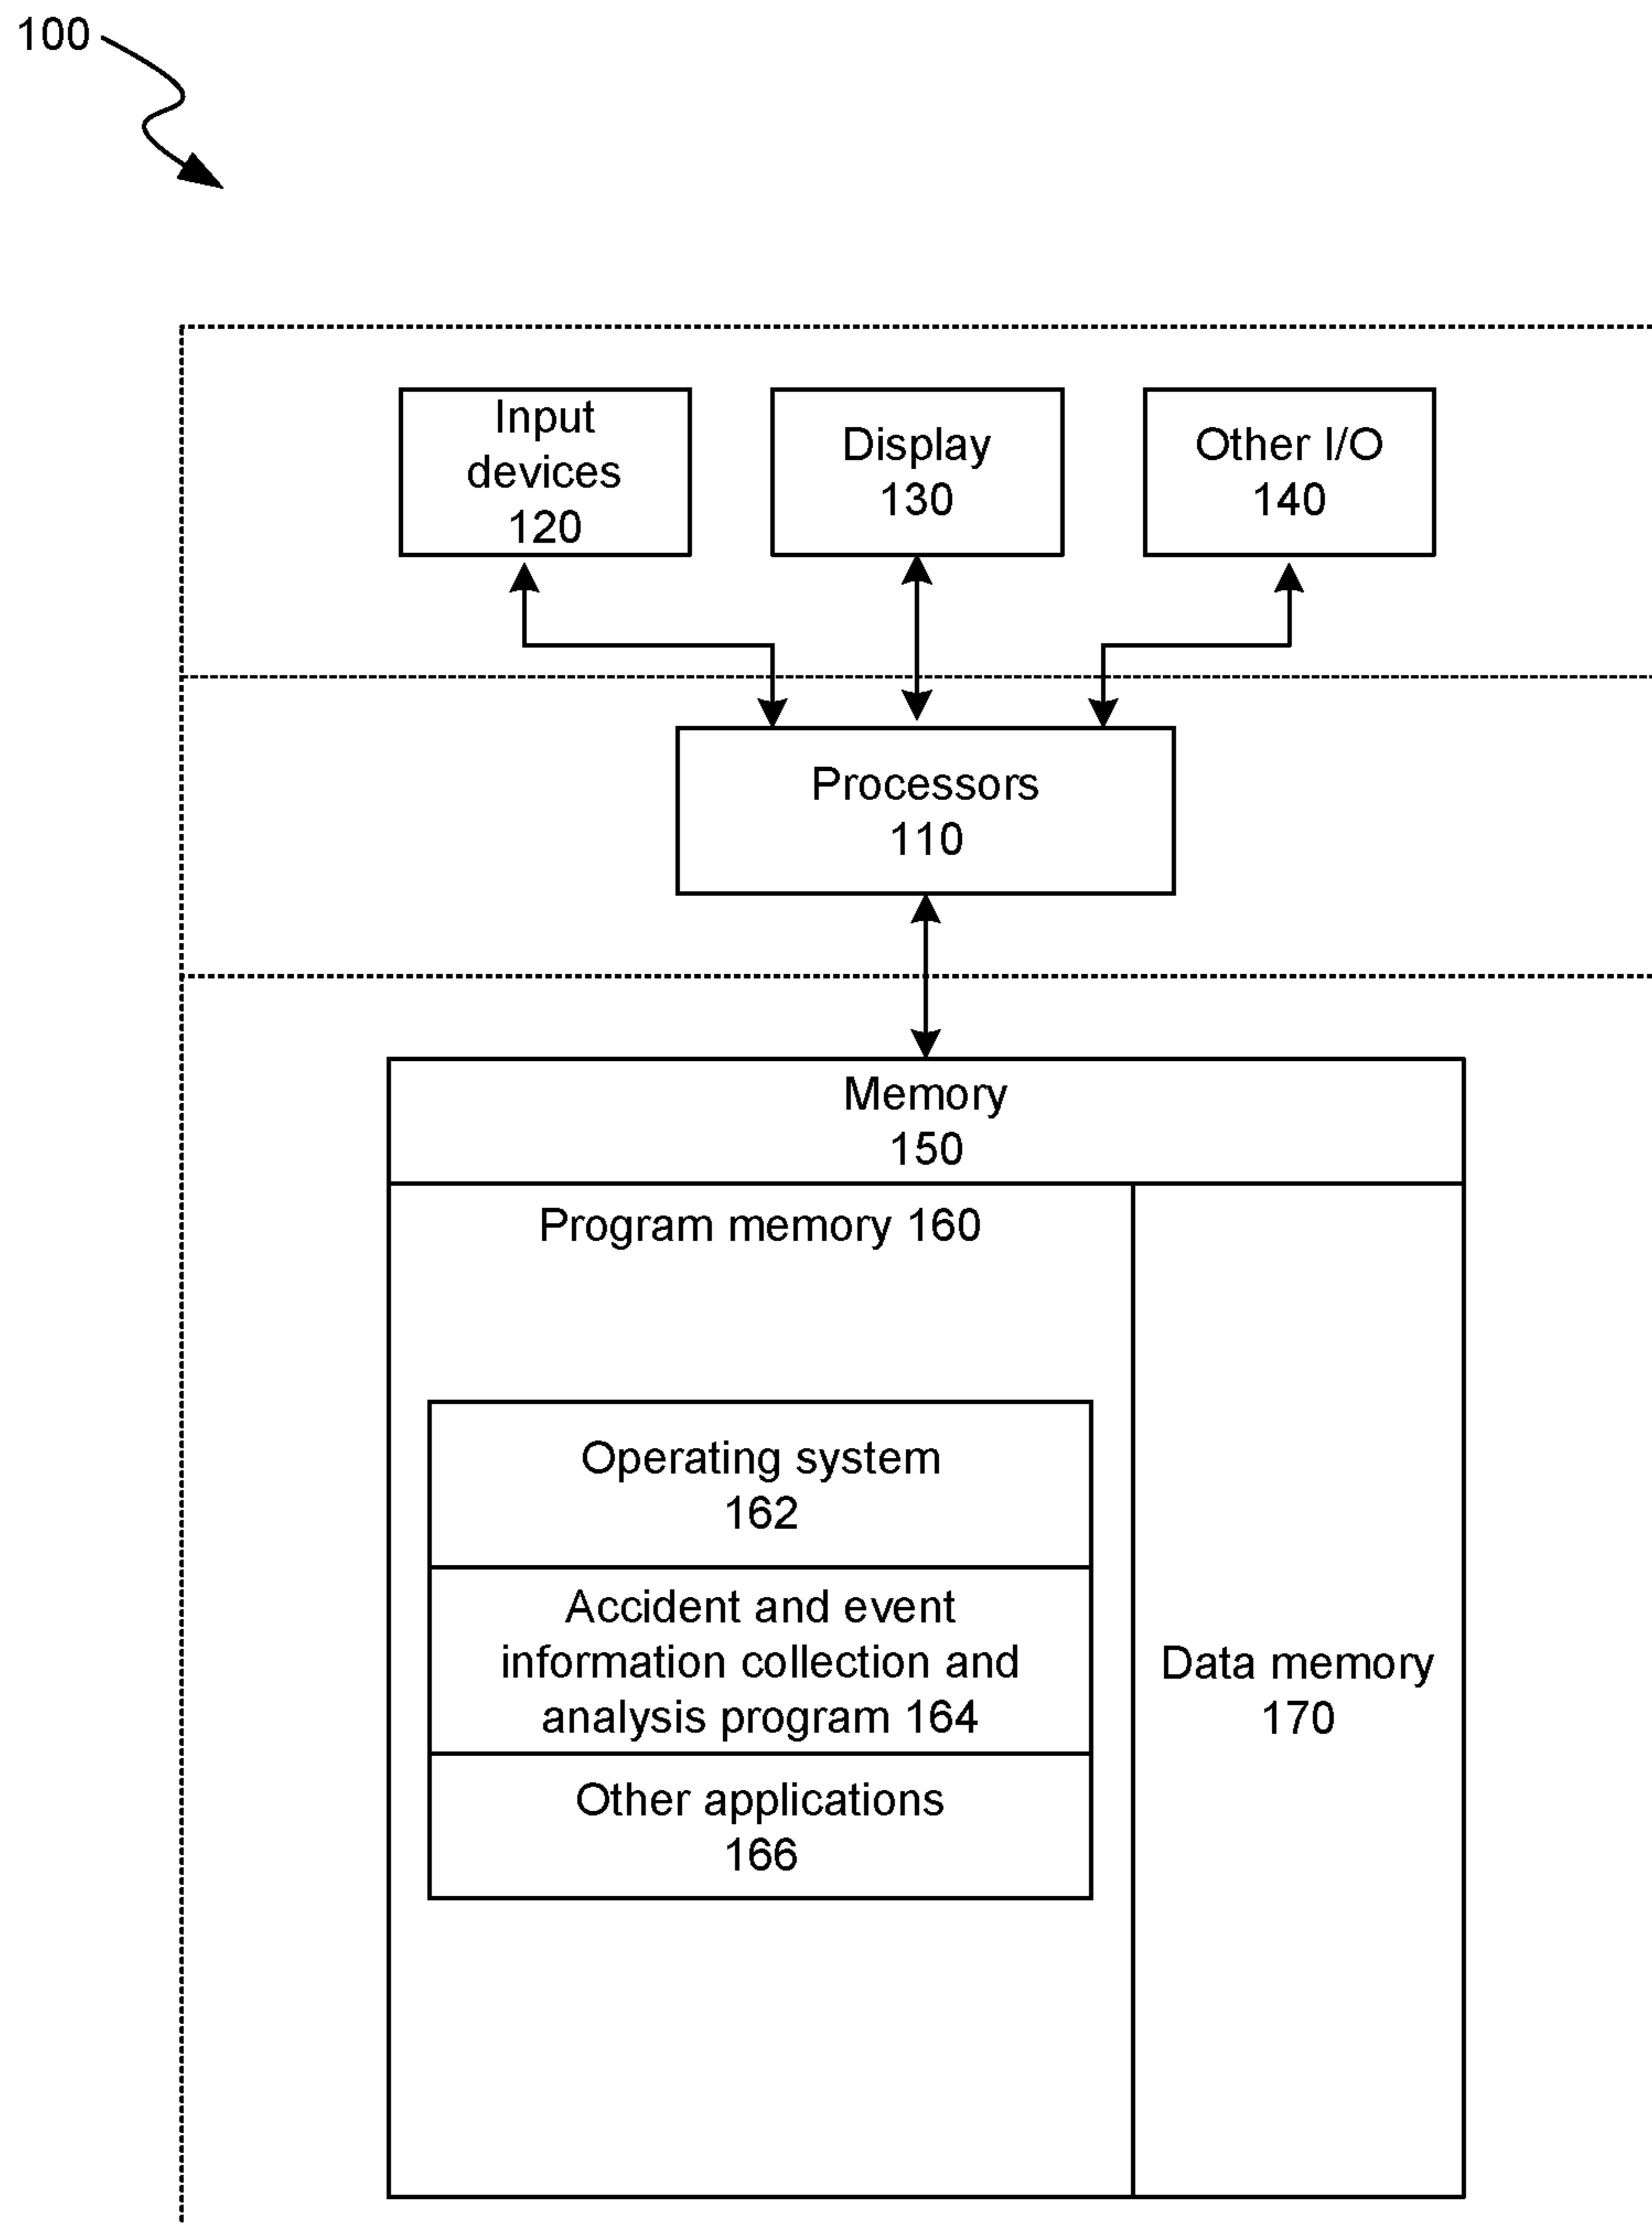 100
Input
devices
120
Display
130
Other I/O
140
Processors
110
Memory
150
Program memory 160
Operating system
162
Accident and event
information collection and
analysis program 164
Other applications
166
Data memory
170